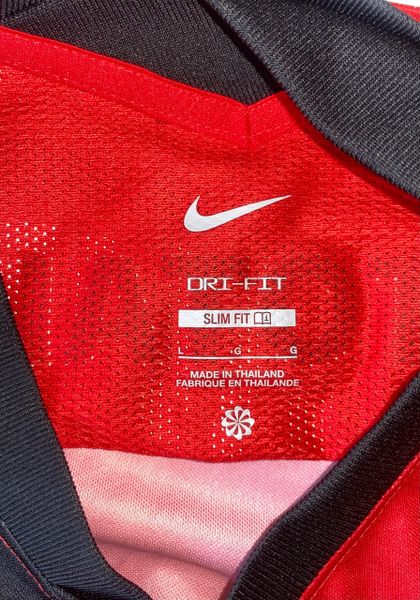 DRI-FIT
SLIM FIT
L G G
MADE IN THAILAND
FABRIQUE EN THAILANDE